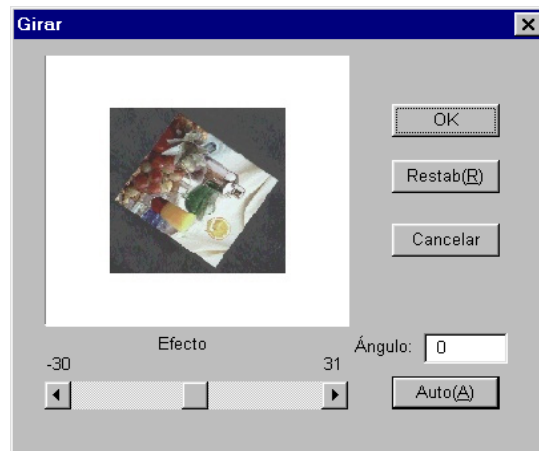 Girar
OK
Restab(R)
Cancelar
Efecto
-30
31
Ángulo:
0
Auto(A)